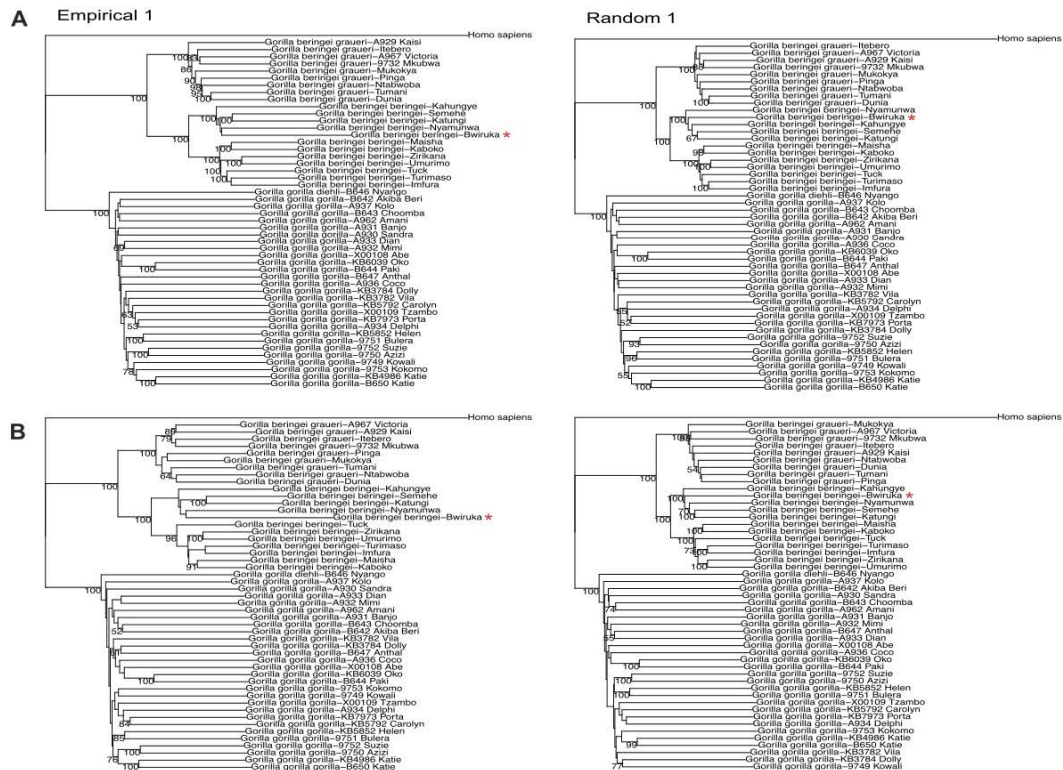 A
Empirical 1
Homo sapiens
Gorilla beringei graueri−A929 Kaisi
Gorilla beringei graueri−Itebero
Gorilla beringei graueri−A967 Victoria
Gorilla beringei graueri−9732 Mkubwa
Gorilla beringei graueri−Mukokya
Gorilla beringei graueri−Pinga
Gorilla beringei graueri−Ntabwoba
Gorilla beringei graueri−Tumani
Gorilla beringei graueri−Dunia
Gorilla beringei beringei−Kahungye
Gorilla beringei beringei−Semehe
Gorilla beringei beringei−Katungi
Gorilla beringei beringei−Nyamunwa
Gorilla beringei beringei−Bwiruka *
Gorilla beringei beringei−Maisha
Gorilla beringei beringei−Kaboko
Gorilla beringei beringei−Zirikana
Gorilla beringei beringei−Umurimo
Gorilla beringei beringei−Tuck
Gorilla beringei beringei−Turimaso
Gorilla beringei beringei−Imfura
Gorilla gorilla diehli−B646 Nyango
Gorilla gorilla gorilla−B642 Akiba Beri
Gorilla gorilla gorilla−A937 Kolo
Gorilla gorilla gorilla−B643 Choomba
Gorilla gorilla gorilla−A962 Amani
Gorilla gorilla gorilla−A931 Banjo
Gorilla gorilla gorilla−A930 Sandra
Gorilla gorilla gorilla−A933 Dian
Gorilla gorilla gorilla−A932 Mimi
Gorilla gorilla gorilla−X00108 Abe
Gorilla gorilla gorilla−KB6039 Oko
Gorilla gorilla gorilla−B644 Paki
Gorilla gorilla gorilla−B647 Anthal
Gorilla gorilla gorilla−A936 Coco
Gorilla gorilla gorilla−KB3784 Dolly
Gorilla gorilla gorilla−KB3782 Vila
Gorilla gorilla gorilla−KB5792 Carolyn
Gorilla gorilla gorilla−X00109 Tzambo
Gorilla gorilla gorilla−KB7973 Porta
Gorilla gorilla gorilla−A934 Delphi
Gorilla gorilla gorilla−KB5852 Helen
Gorilla gorilla gorilla−9751 Bulera
Gorilla gorilla gorilla−9752 Suzie
Gorilla gorilla gorilla−9750 Azizi
Gorilla gorilla gorilla−9749 Kowali
Gorilla gorilla gorilla−9753 Kokomo
Gorilla gorilla gorilla−KB4986 Katie
Gorilla gorilla gorilla−B650 Katie
Random 1
Homo sapiens
Gorilla beringei graueri−Itebero
Gorilla beringei graueri−A967 Victoria
Gorilla beringei graueri−A929 Kaisi
Gorilla beringei graueri−9732 Mkubwa
Gorilla beringei graueri−Mukokya
Gorilla beringei graueri−Pinga
Gorilla beringei graueri−Ntabwoba
Gorilla beringei graueri−Tumani
Gorilla beringei graueri−Dunia
Gorilla beringei beringei−Nyamunwa
Gorilla beringei beringei−Bwiruka *
Gorilla beringei beringei−Kahungye
Gorilla beringei beringei−Semehe
Gorilla beringei beringei−Katungi
Gorilla beringei beringei−Maisha
Gorilla beringei beringei−Kaboko
Gorilla beringei beringei−Zirikana
Gorilla beringei beringei−Umurimo
Gorilla beringei beringei−Tuck
Gorilla beringei beringei−Turimaso
Gorilla beringei beringei−Imfura
Gorilla gorilla diehli−B646 Nyango
Gorilla gorilla gorilla−A937 Kolo
Gorilla gorilla gorilla−B643 Choomba
Gorilla gorilla gorilla−B642 Akiba Beri
Gorilla gorilla gorilla−A962 Amani
Gorilla gorilla gorilla−A931 Banjo
Gorilla gorilla gorilla−A930 Sandra
Gorilla gorilla gorilla−A936 Coco
Gorilla gorilla gorilla−KB6039 Oko
Gorilla gorilla gorilla−B644 Paki
Gorilla gorilla gorilla−B647 Anthal
Gorilla gorilla gorilla−X00108 Abe
Gorilla gorilla gorilla−A933 Dian
Gorilla gorilla gorilla−A932 Mimi
Gorilla gorilla gorilla−KB3782 Vila
Gorilla gorilla gorilla−KB5792 Carolyn
Gorilla gorilla gorilla−A934 Delphi
Gorilla gorilla gorilla−X00109 Tzambo
Gorilla gorilla gorilla−KB7973 Porta
Gorilla gorilla gorilla−KB3784 Dolly
Gorilla gorilla gorilla−9752 Suzie
Gorilla gorilla gorilla−9750 Azizi
Gorilla gorilla gorilla−KB5852 Helen
Gorilla gorilla gorilla−9751 Bulera
Gorilla gorilla gorilla−9749 Kowali
Gorilla gorilla gorilla−9753 Kokomo
Gorilla gorilla gorilla−KB4986 Katie
Gorilla gorilla gorilla−B650 Katie
B
Homo sapiens
Gorilla beringei graueri−A967 Victoria
Gorilla beringei graueri−A929 Kaisi
Gorilla beringei graueri−Itebero
Gorilla beringei graueri−9732 Mkubwa
Gorilla beringei graueri−Pinga
Gorilla beringei graueri−Mukokya
Gorilla beringei graueri−Tumani
Gorilla beringei graueri−Ntabwoba
Gorilla beringei graueri−Dunia
Gorilla beringei beringei−Kahungye
Gorilla beringei beringei−Semehe
Gorilla beringei beringei−Katungi
Gorilla beringei beringei−Nyamunwa
Gorilla beringei beringei−Bwiruka *
Gorilla beringei beringei−Tuck
Gorilla beringei beringei−Zirikana
Gorilla beringei beringei−Umurimo
Gorilla beringei beringei−Turimaso
Gorilla beringei beringei−Imfura
Gorilla beringei beringei−Maisha
Gorilla beringei beringei−Kaboko
Gorilla gorilla diehli−B646 Nyango
Gorilla gorilla gorilla−A937 Kolo
Gorilla gorilla gorilla−A930 Sandra
Gorilla gorilla gorilla−A933 Dian
Gorilla gorilla gorilla−A932 Mimi
Gorilla gorilla gorilla−A962 Amani
Gorilla gorilla gorilla−A931 Banjo
Gorilla gorilla gorilla−B643 Choomba
Gorilla gorilla gorilla−B642 Akiba Beri
Gorilla gorilla gorilla−KB3782 Vila
Gorilla gorilla gorilla−KB3784 Dolly
Gorilla gorilla gorilla−B647 Anthal
Gorilla gorilla gorilla−A936 Coco
Gorilla gorilla gorilla−X00108 Abe
Gorilla gorilla gorilla−KB6039 Oko
Gorilla gorilla gorilla−B644 Paki
Gorilla gorilla gorilla−9753 Kokomo
Gorilla gorilla gorilla−9749 Kowali
Gorilla gorilla gorilla−X00109 Tzambo
Gorilla gorilla gorilla−A934 Delphi
Gorilla gorilla gorilla−KB7973 Porta
Gorilla gorilla gorilla−KB5792 Carolyn
Gorilla gorilla gorilla−KB5852 Helen
Gorilla gorilla gorilla−9751 Bulera
Gorilla gorilla gorilla−9752 Suzie
Gorilla gorilla gorilla−9750 Azizi
Gorilla gorilla gorilla−KB4986 Katie
Gorilla gorilla gorilla−B650 Katie
Homo sapiens
Gorilla beringei graueri−Mukokya
Gorilla beringei graueri−A967 Victoria
Gorilla beringei graueri−9732 Mkubwa
Gorilla beringei graueri−Itebero
Gorilla beringei graueri−A929 Kaisi
Gorilla beringei graueri−Ntabwoba
Gorilla beringei graueri−Dunia
Gorilla beringei graueri−Tumani
Gorilla beringei graueri−Pinga
Gorilla beringei beringei−Kahungye
Gorilla beringei beringei−Bwiruka *
Gorilla beringei beringei−Nyamunwa
Gorilla beringei beringei−Semehe
Gorilla beringei beringei−Katungi
Gorilla beringei beringei−Maisha
Gorilla beringei beringei−Kaboko
Gorilla beringei beringei−Tuck
Gorilla beringei beringei−Turimaso
Gorilla beringei beringei−Imfura
Gorilla beringei beringei−Zirikana
Gorilla beringei beringei−Umurimo
Gorilla gorilla diehli−B646 Nyango
Gorilla gorilla gorilla−A937 Kolo
Gorilla gorilla gorilla−B642 Akiba Beri
Gorilla gorilla gorilla−A930 Sandra
Gorilla gorilla gorilla−B643 Choomba
Gorilla gorilla gorilla−A962 Amani
Gorilla gorilla gorilla−A931 Banjo
Gorilla gorilla gorilla−A932 Mimi
Gorilla gorilla gorilla−B647 Anthal
Gorilla gorilla gorilla−A933 Dian
Gorilla gorilla gorilla−X00108 Abe
Gorilla gorilla gorilla−A936 Coco
Gorilla gorilla gorilla−KB6039 Oko
Gorilla gorilla gorilla−B644 Paki
Gorilla gorilla gorilla−9752 Suzie
Gorilla gorilla gorilla−9750 Azizi
Gorilla gorilla gorilla−KB5852 Helen
Gorilla gorilla gorilla−9751 Bulera
Gorilla gorilla gorilla−KB5792 Carolyn
Gorilla gorilla gorilla−X00109 Tzambo
Gorilla gorilla gorilla−KB7973 Porta
Gorilla gorilla gorilla−A934 Delphi
Gorilla gorilla gorilla−9753 Kokomo
Gorilla gorilla gorilla−KB4986 Katie
Gorilla gorilla gorilla−B650 Katie
Gorilla gorilla gorilla−KB3782 Vila
Gorilla gorilla gorilla−KB3784 Dolly
Gorilla gorilla gorilla−9749 Kowali